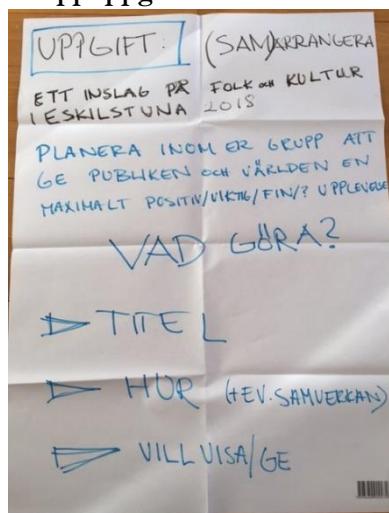 UPPGIFT: (SAM)ARRANGERA
ETT INSLAG PÅ FOLK och KULTUR
I ESKILSTUNA 2018
PLANERA INOM ER GRUPP ATT
GE PUBLIKEN och VÄRLDEN EN
MAXIMALT POSITIV/VIKTIG/FIN/? UPPLEVELSE
VAD GÖRA?
TITEL
HUR (+EV. SAMVERKAN)
VILL VISA/GE